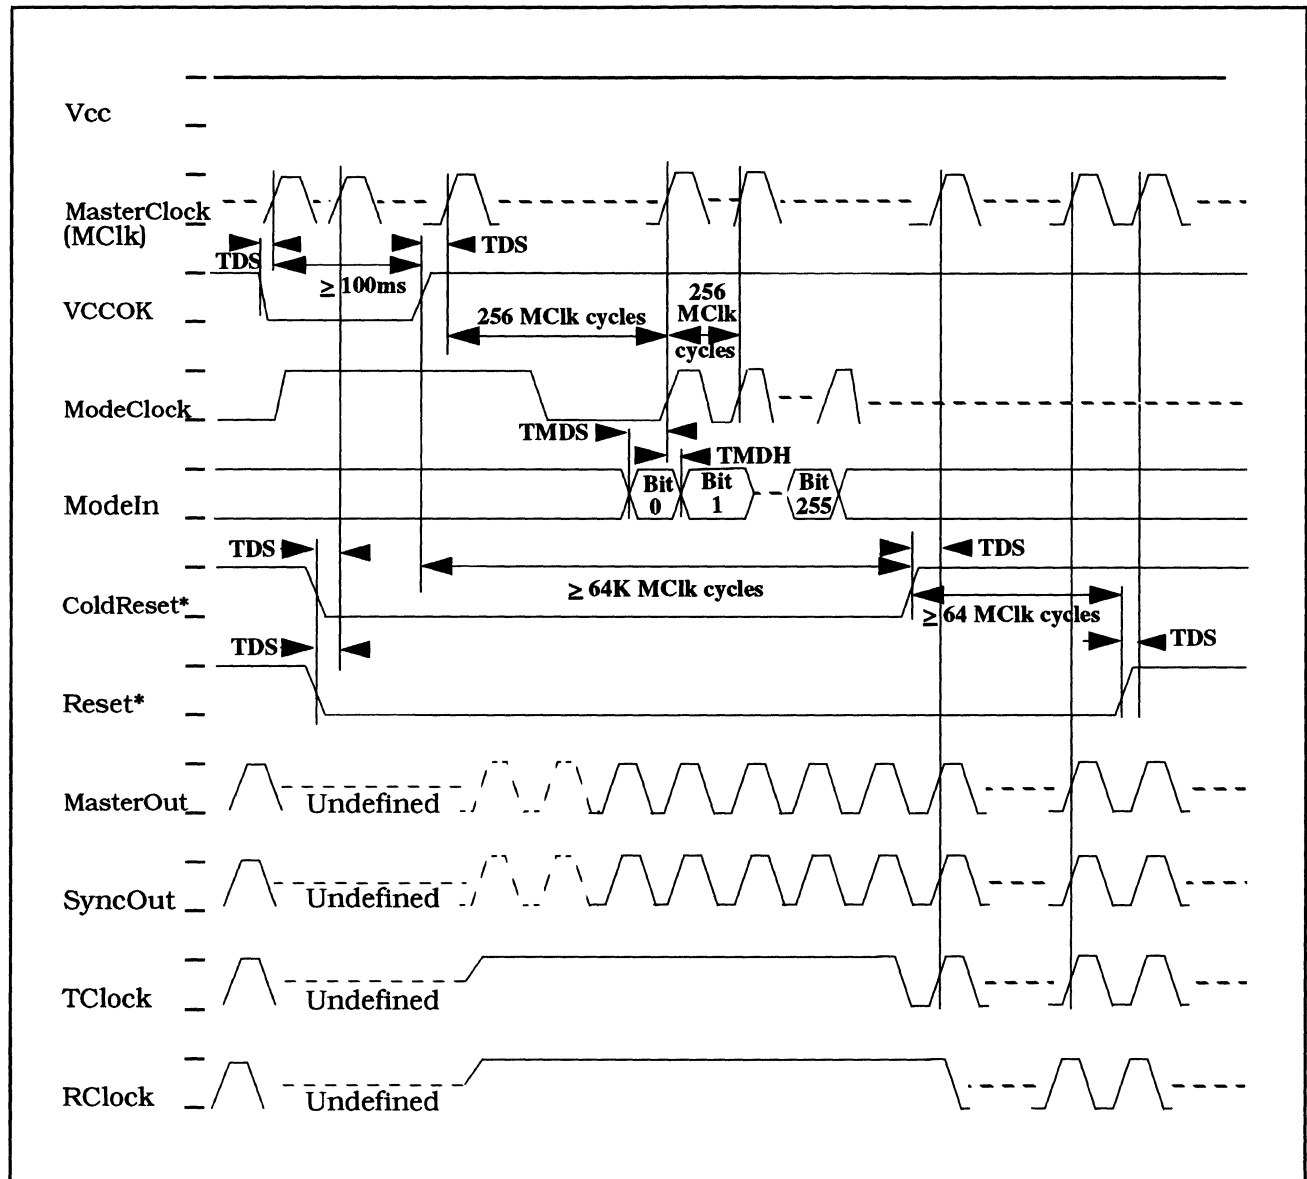 Vcc
MasterClock
(MClk)
TDS
TDS
≥ 100ms
VCCOK
256 MClk cycles
256
MClk
cycles
ModeClock
TMDS
TMDH
ModeIn
Bit
0
Bit
1
Bit
255
TDS
TDS
ColdReset*
≥ 64K MClk cycles
≥ 64 MClk cycles
TDS
TDS
Reset*
MasterOut
Undefined
SyncOut
Undefined
TClock
Undefined
RClock
Undefined